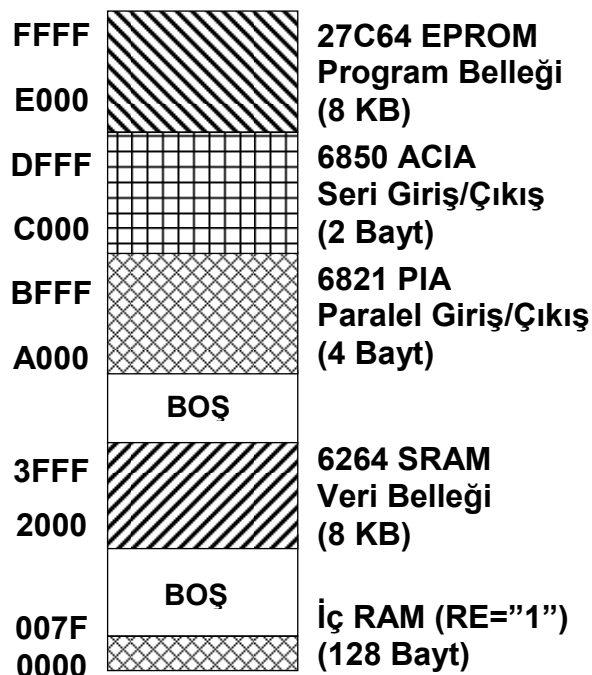 FFFF
E000
27C64 EPROM
Program Belleği
(8 KB)
DFFF
C000
6850 ACIA
Seri Giriş/Çıkış
(2 Bayt)
BFFF
A000
6821 PIA
Paralel Giriş/Çıkış
(4 Bayt)
BOŞ
3FFF
2000
6264 SRAM
Veri Belleği
(8 KB)
BOŞ
007F
0000
İç RAM (RE=”1”)
(128 Bayt)